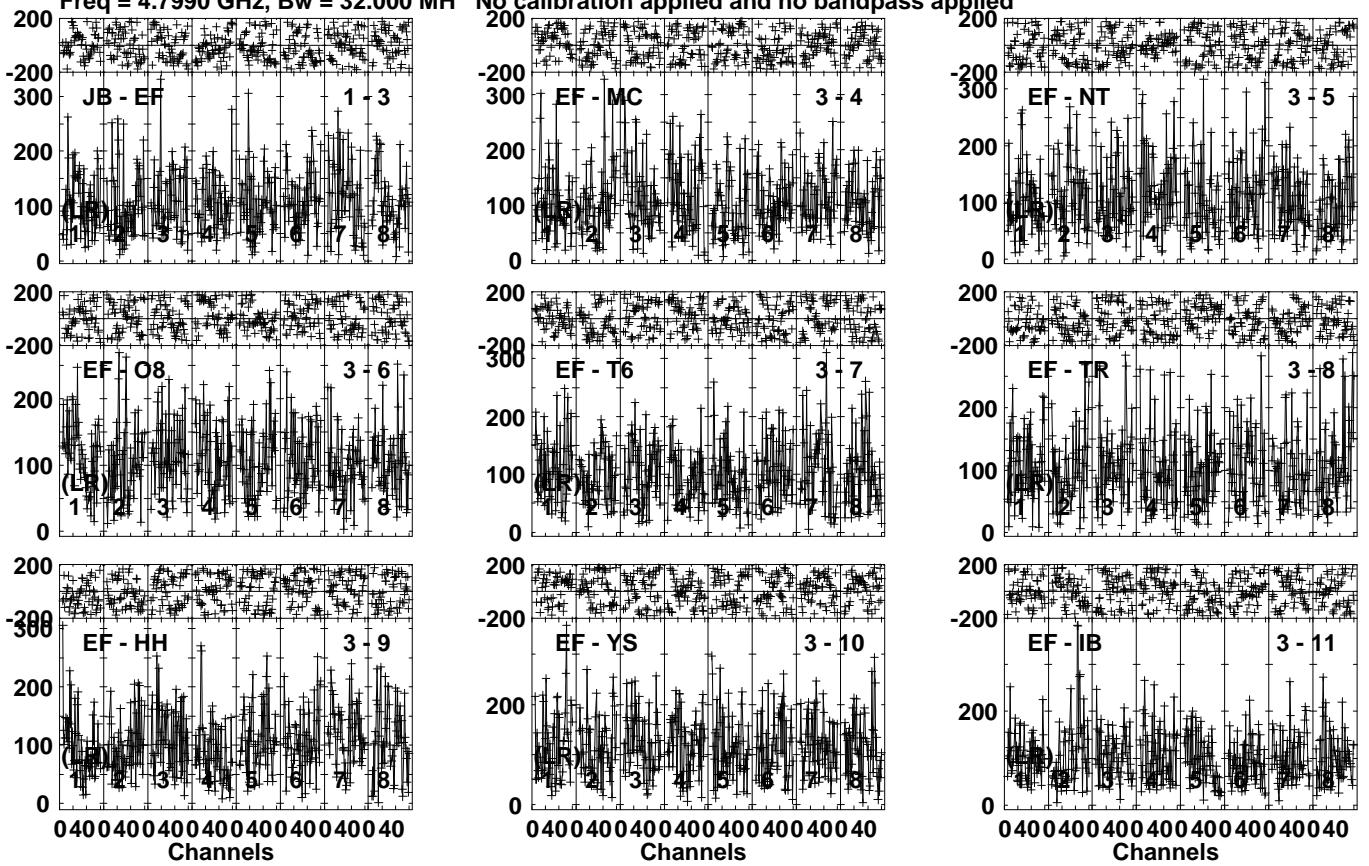 Freq = 4.7990 GHz, Bw = 32.000 MH No calibration applied and no bandpass applied
200
-200
300
200
100
0
JB - EF 1 - 3
(LR)
1 2 3 4 5 6 7 8
200
-200
300
200
100
0
EF - MC 3 - 4
(LR)
1 2 3 4 5 6 7 8
200
-200
300
200
100
0
EF - NT 3 - 5
(LR)
1 2 3 4 5 6 7 8
200
-200
200
100
0
EF - O8 3 - 6
(LR)
1 2 3 4 5 6 7 8
200
-200
300
200
100
0
EF - T6 3 - 7
(LR)
1 2 3 4 5 6 7 8
200
-200
200
100
0
EF - TR 3 - 8
(LR)
1 2 3 4 5 6 7 8
200
-200
300
200
100
0
EF - HH 3 - 9
(LR)
1 2 3 4 5 6 7 8
0 40 0 40 0 40 0 40 0 40 0 40 0 40 0 40
Channels
200
-200
200
0
EF - YS 3 - 10
(LR)
1 2 3 4 5 6 7 8
0 40 0 40 0 40 0 40 0 40 0 40 0 40 0 40
Channels
200
-200
200
0
EF - IB 3 - 11
(LR)
1 2 3 4 5 6 7 8
0 40 0 40 0 40 0 40 0 40 0 40 0 40 0 40
Channels